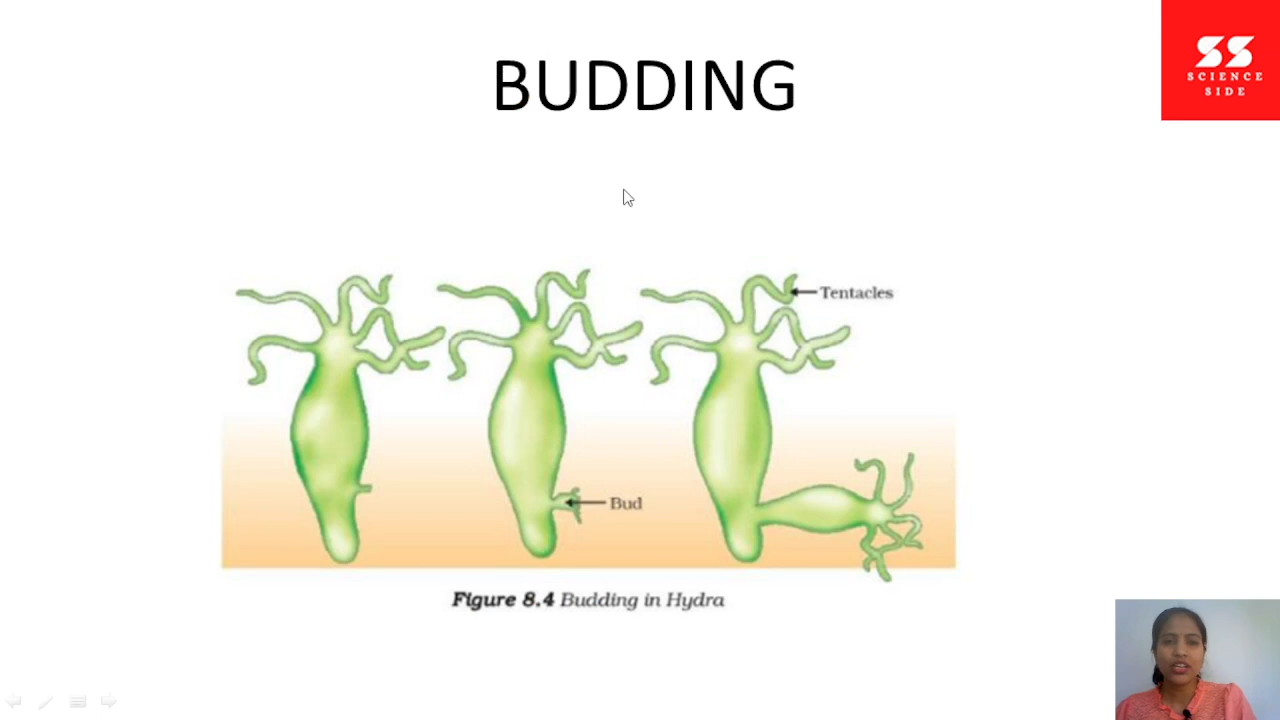 BUDDING
SS
SCIENCE
SIDE
Tentacles
Bud
Figure 8.4 Budding in Hydra